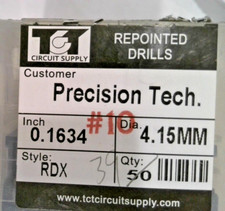 TCT
CIRCUIT SUPPLY
REPOINTED
DRILLS
Customer
Precision Tech.
#10
Inch
0.1634
Dia
4.15MM
Style:
RDX
Qty:
50
www.tctcircuitsupply.com